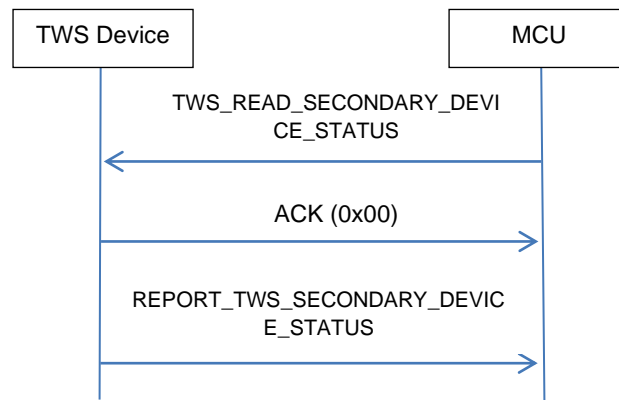 TWS Device
MCU
TWS_READ_SECONDARY_DEVI
CE_STATUS
ACK (0x00)
REPORT_TWS_SECONDARY_DEVIC
E_STATUS